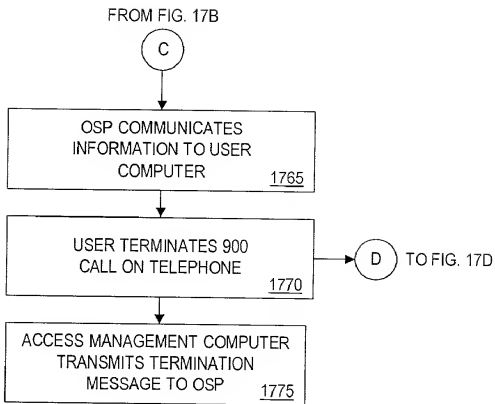 FROM FIG. 17B
C
OSP COMMUNICATES
INFORMATION TO USER
COMPUTER
1765
USER TERMINATES 900
CALL ON TELEPHONE
1770
D
TO FIG. 17D
ACCESS MANAGEMENT COMPUTER
TRANSMITS TERMINATION
MESSAGE TO OSP
1775